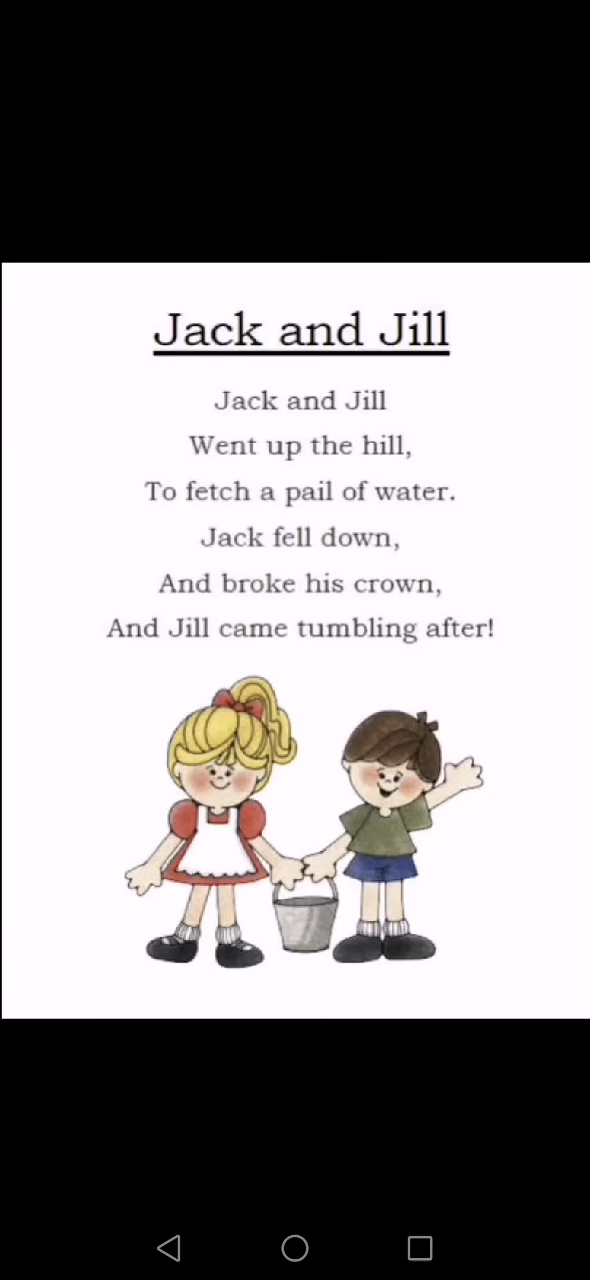 Jack and Jill
Jack and Jill
Went up the hill,
To fetch a pail of water.
Jack fell down,
And broke his crown,
And Jill came tumbling after!